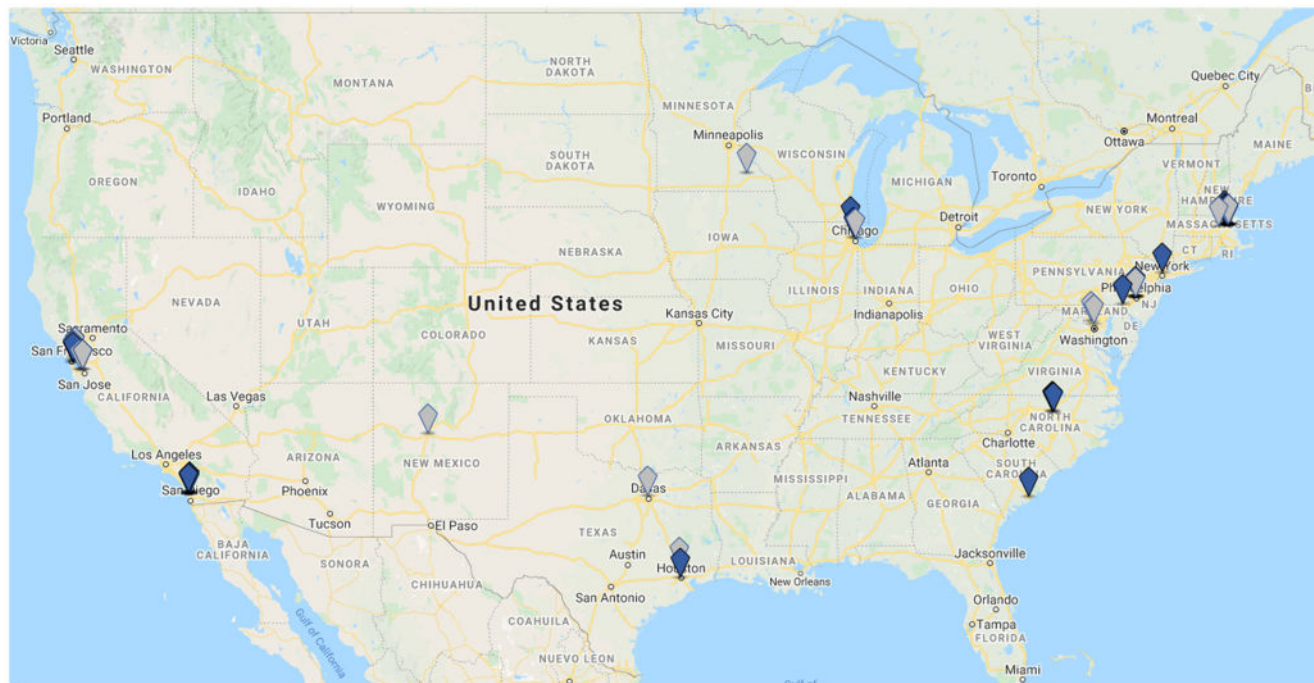 Quebec City
Victoria
Seattle
WASHINGTON
NORTH
DAKOTA
MONTANA
MINNESOTA
Montreal
Portland
Ottawa
MAINE
Minneapolis
WISCONSIN
SOUTH
DAKOTA
VERMONT
OREGON
IDAHO
MICHIGAN
Toronto
NEW
HAMPSHIRE
WYOMING
NEW YORK
Detroit
MASSACHUSETTS
Chicago
IOWA
CT
RI
NEBRASKA
PENNSYLVANIA
New York
NEVADA
ILLINOIS
INDIANA
OHIO
Philadelphia
United States
Indianapolis
MARYLAND
NJ
Sacramento
UTAH
COLORADO
Kansas City
DE
San Francisco
KANSAS
MISSOURI
WEST
VIRGINIA
Washington
San Jose
KENTUCKY
VIRGINIA
CALIFORNIA
Las Vegas
Nashville
OKLAHOMA
TENNESSEE
NORTH
CAROLINA
Charlotte
ARKANSAS
Los Angeles
ARIZONA
NEW MEXICO
Atlanta
SOUTH
CAROLINA
MISSISSIPPI
San Diego
Phoenix
Dallas
ALABAMA
GEORGIA
Tucson
El Paso
TEXAS
BAJA
CALIFORNIA
SONORA
Austin
LOUISIANA
Jacksonville
Houston
CHIHUAHUA
New Orleans
San Antonio
Orlando
COAHUILA
Tampa
FLORIDA
Gulf of California
NUEVO LEON
Miami